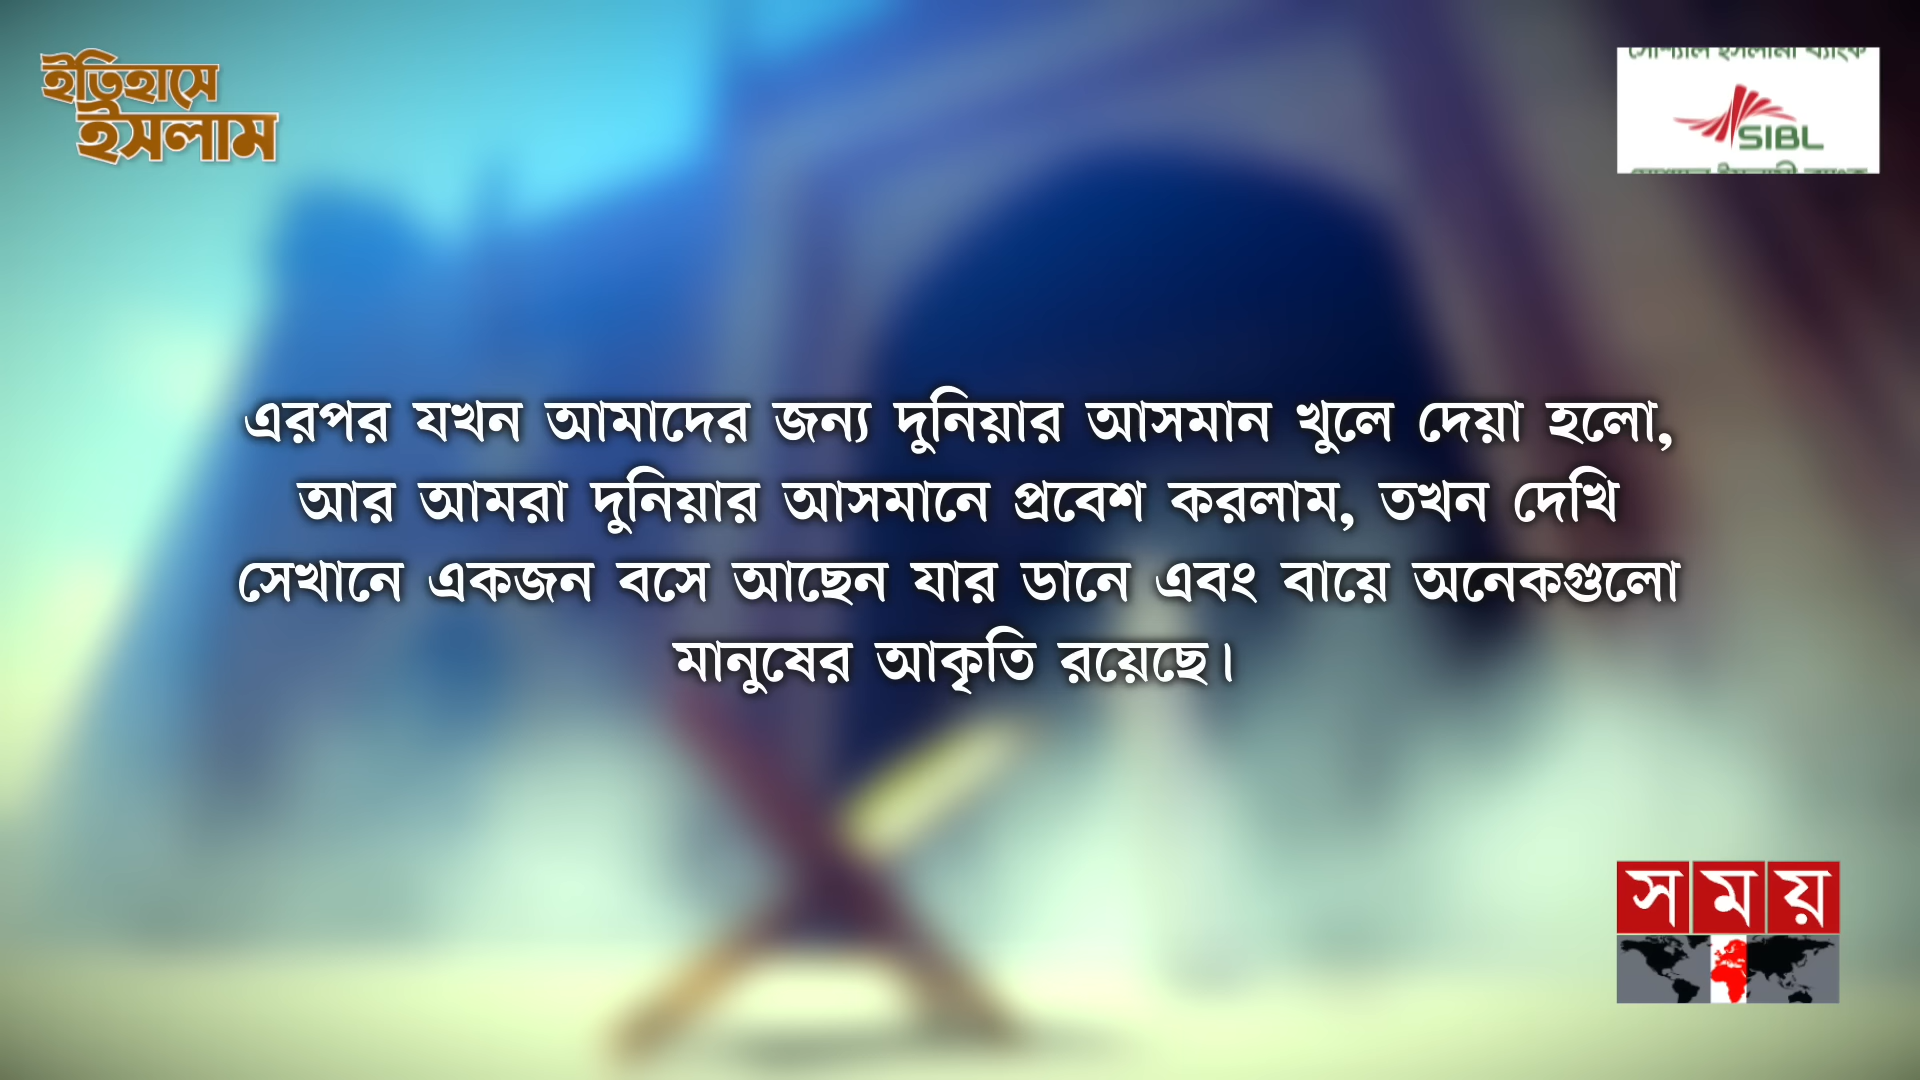 ইতিহাসে
ইসলাম
সোশ্যাল ইসলামী ব্যাংক
SIBL
এরপর যখন আমাদের জন্য দুনিয়ার আসমান খুলে দেয়া হলো,
আর আমরা দুনিয়ার আসমানে প্রবেশ করলাম, তখন দেখি
সেখানে একজন বসে আছেন যার ডানে এবং বায়ে অনেকগুলো
মানুষের আকৃতি রয়েছে।
সময়